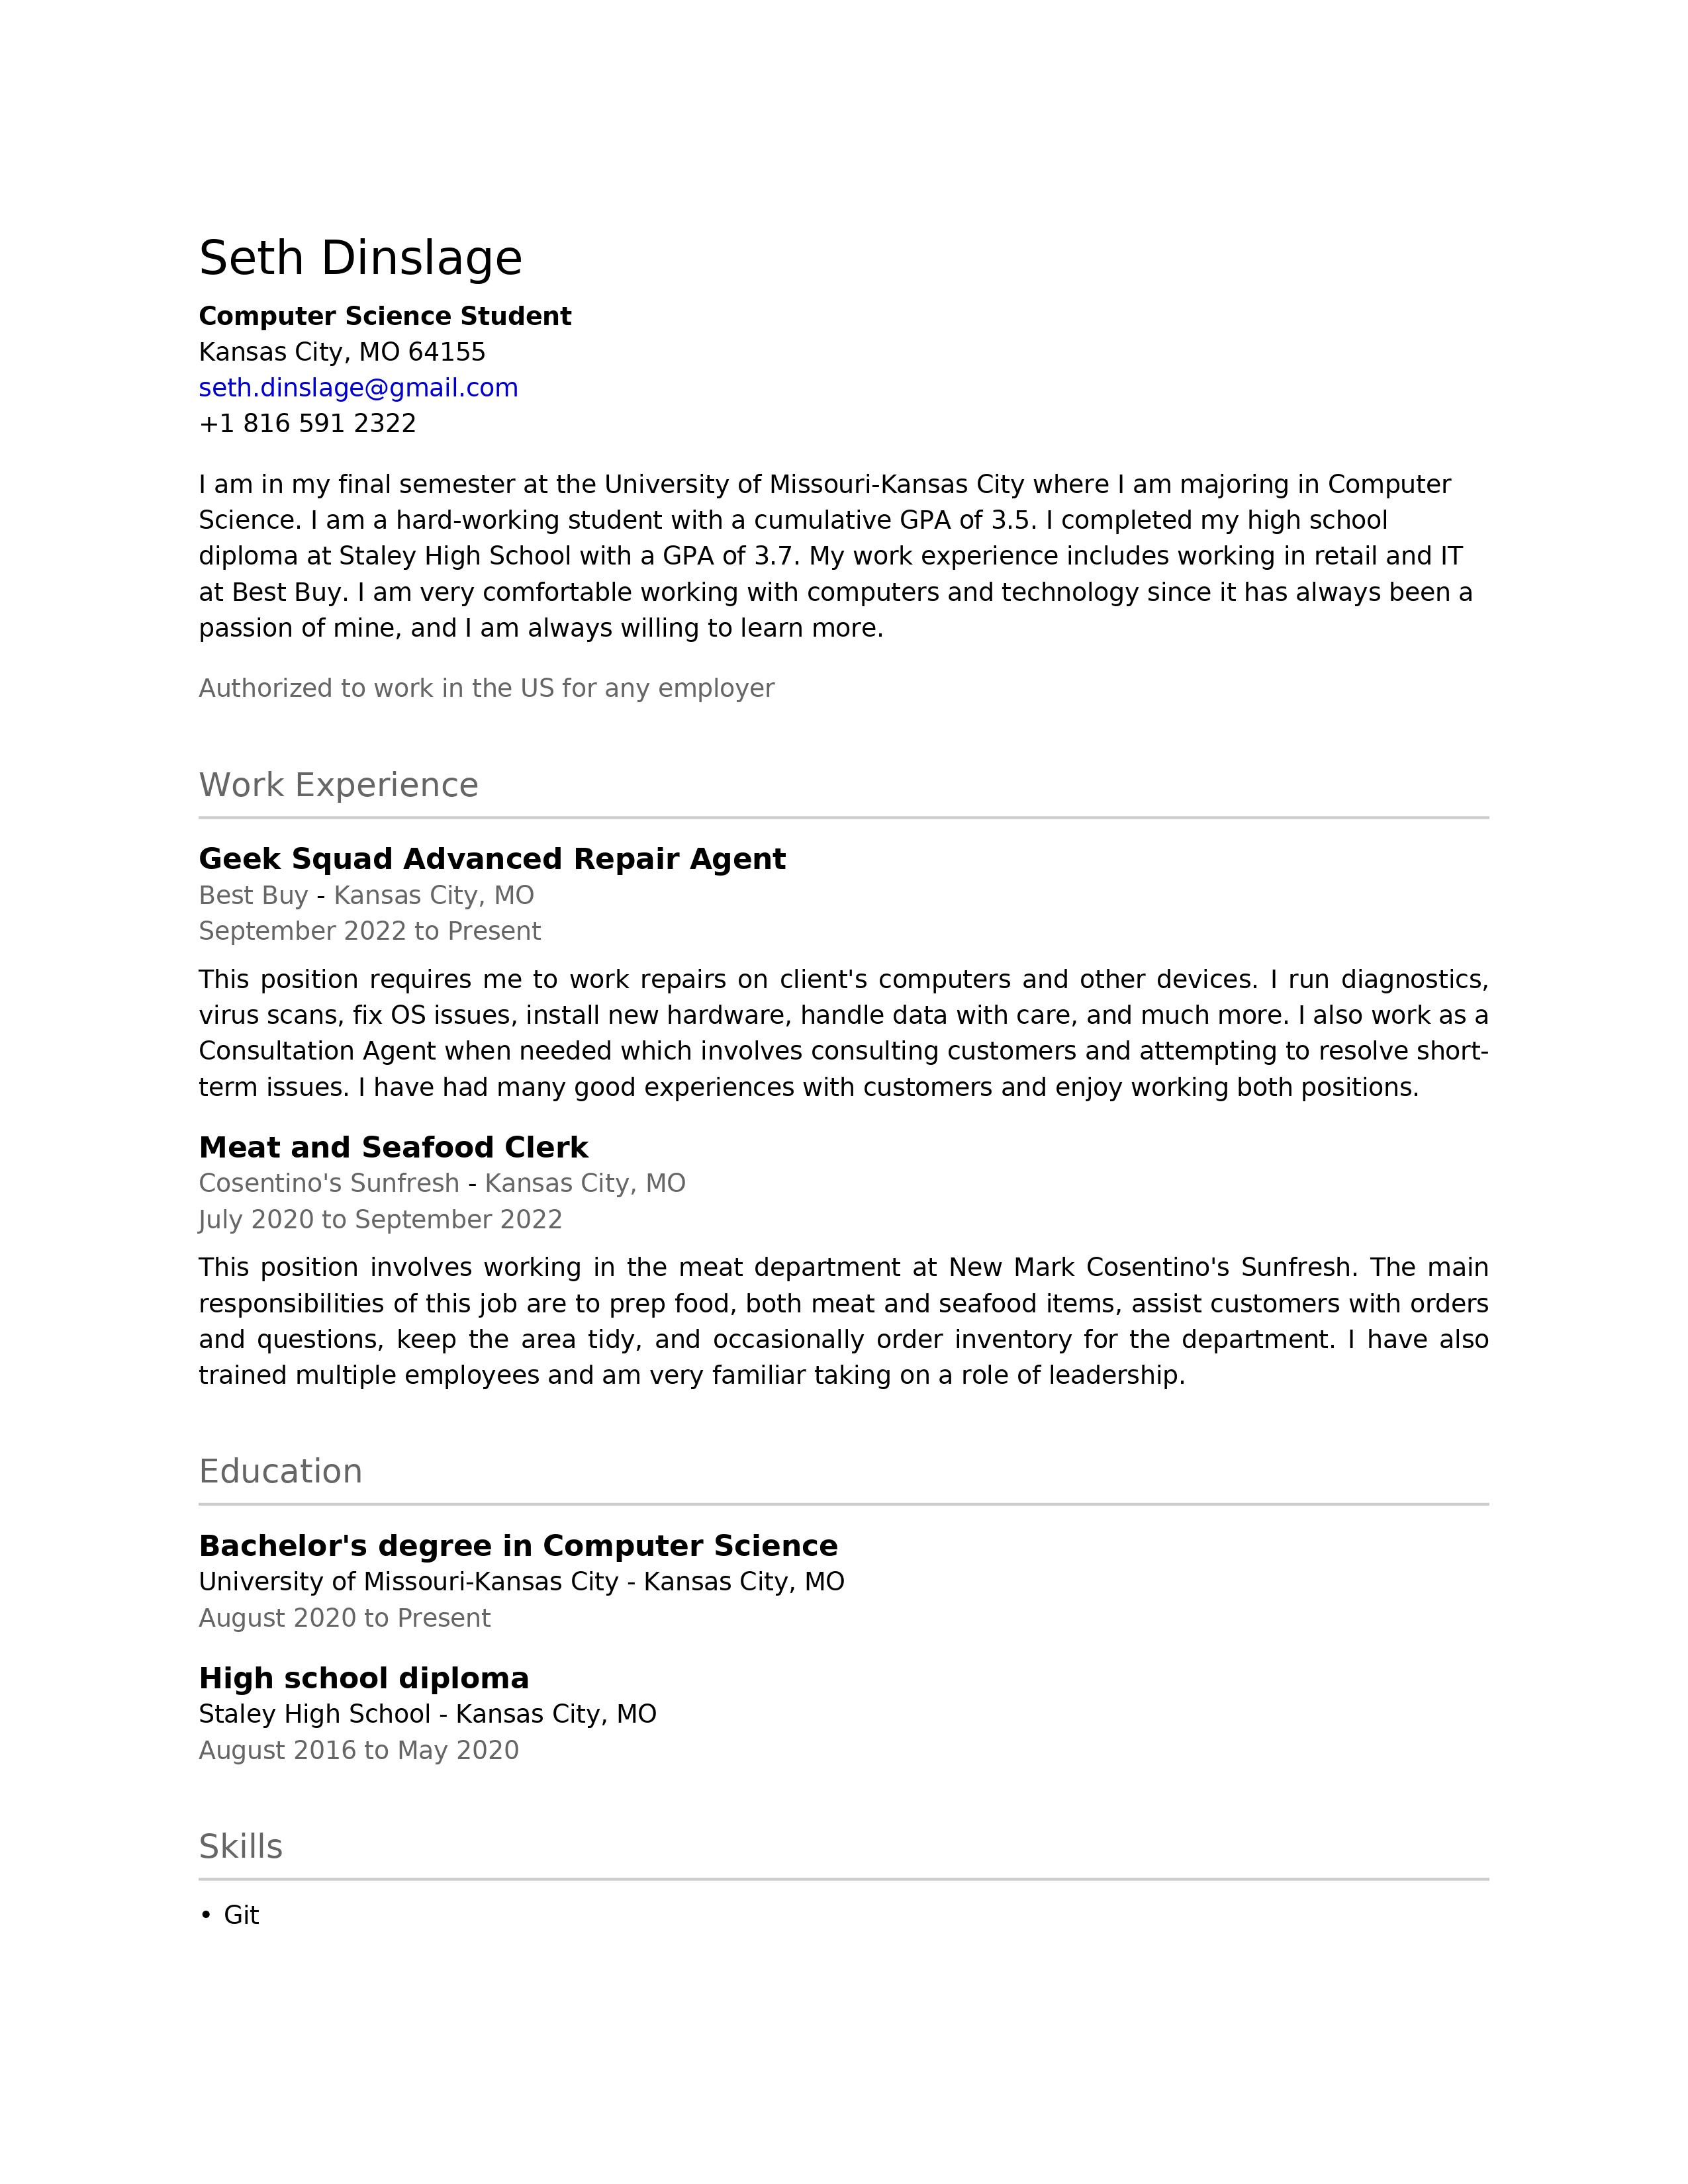 Seth Dinslage
Computer Science Student
Kansas City, MO 64155
seth.dinslage@gmail.com
+1 816 591 2322
I am in my final semester at the University of Missouri-Kansas City where I am majoring in Computer
Science. I am a hard-working student with a cumulative GPA of 3.5. I completed my high school
diploma at Staley High School with a GPA of 3.7. My work experience includes working in retail and IT
at Best Buy. I am very comfortable working with computers and technology since it has always been a
passion of mine, and I am always willing to learn more.
Authorized to work in the US for any employer
Work Experience
Geek Squad Advanced Repair Agent
Best Buy - Kansas City, MO
September 2022 to Present
This position requires me to work repairs on client's computers and other devices. I run diagnostics,
virus scans, fix OS issues, install new hardware, handle data with care, and much more. I also work as a
Consultation Agent when needed which involves consulting customers and attempting to resolve short-
term issues. I have had many good experiences with customers and enjoy working both positions.
Meat and Seafood Clerk
Cosentino's Sunfresh - Kansas City, MO
July 2020 to September 2022
This position involves working in the meat department at New Mark Cosentino's Sunfresh. The main
responsibilities of this job are to prep food, both meat and seafood items, assist customers with orders
and questions, keep the area tidy, and occasionally order inventory for the department. I have also
trained multiple employees and am very familiar taking on a role of leadership.
Education
Bachelor's degree in Computer Science
University of Missouri-Kansas City - Kansas City, MO
August 2020 to Present
High school diploma
Staley High School - Kansas City, MO
August 2016 to May 2020
Skills
• Git